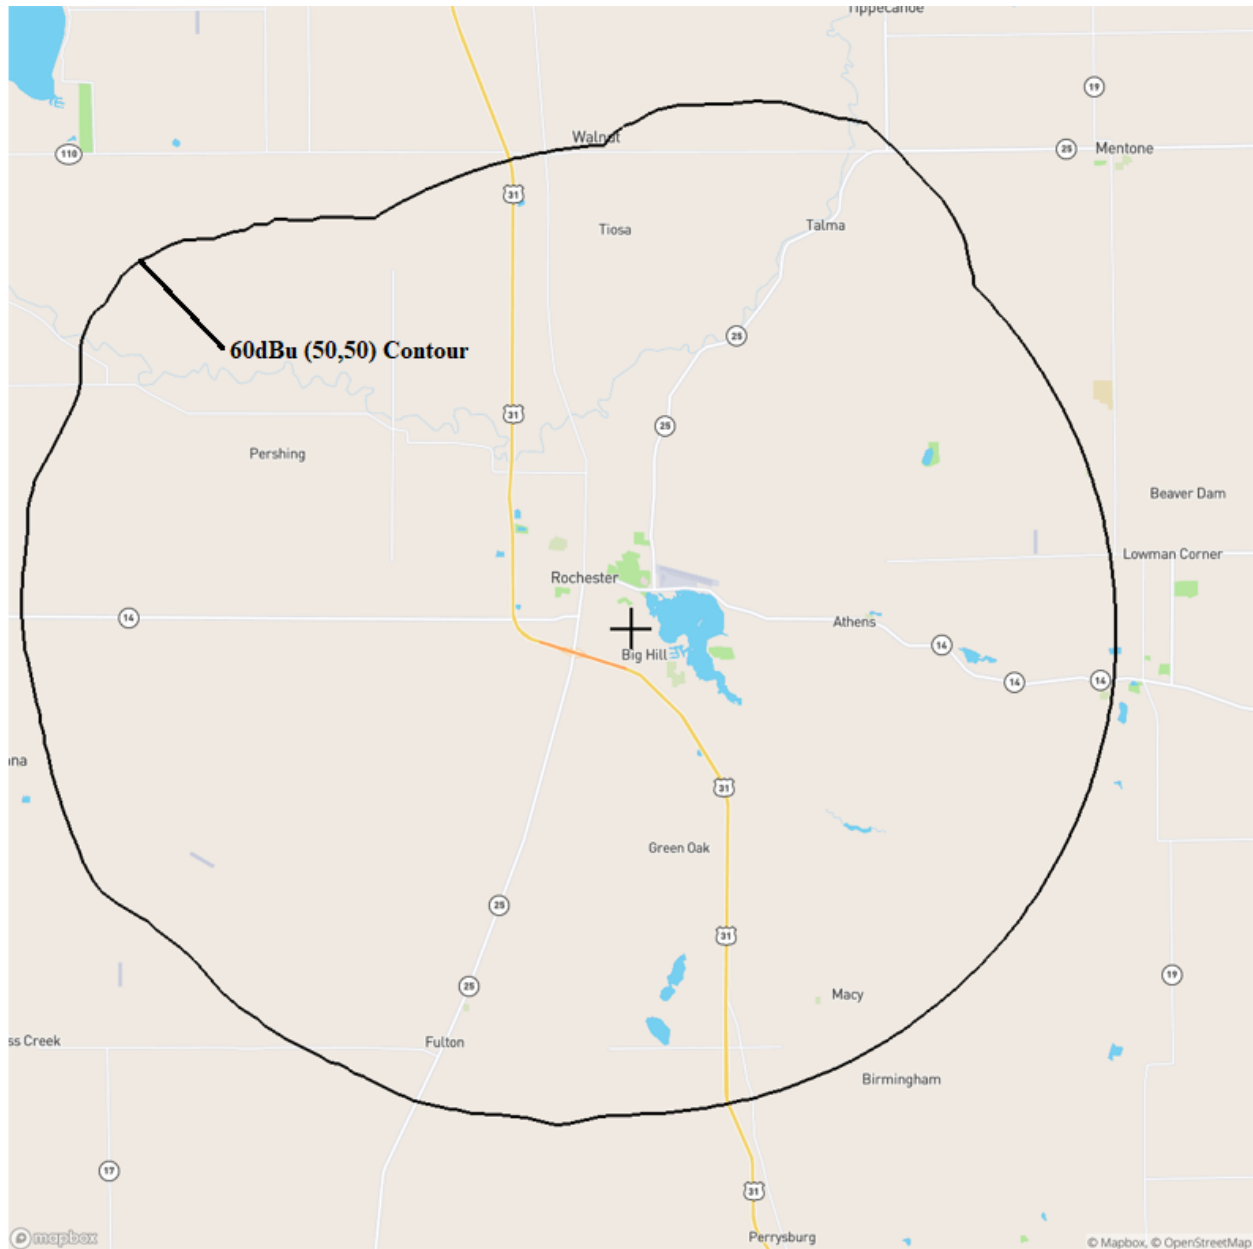 Tippecanoe
19
Walnut
110
25
Mentone
31
Tiosa
Talma
25
60dBu (50,50) Contour
31
25
Pershing
Beaver Dam
Lowman Corner
Rochester
14
Athens
14
Big Hill
14
14
na
31
Green Oak
25
31
19
25
Macy
ss Creek
Fulton
Birmingham
17
31
Perrysburg
mapbox
© Mapbox, © OpenStreetMap